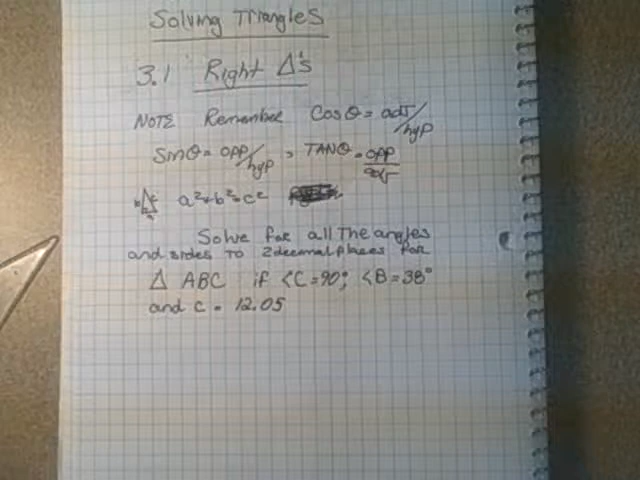 Solving Triangles
3.1 Right Δ's
NOTE Remember Cosθ = adj/hyp
Sinθ = opp/hyp , TANθ = opp/adj
a²+b²=c²
Solve for all The angles
and sides to 2 decimal places for
Δ ABC if <C = 90°, <B = 38°
and c = 12.05